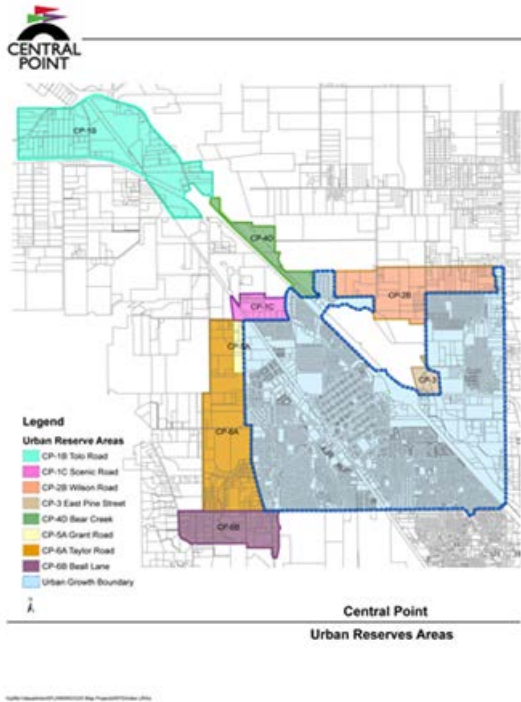 CENTRAL
POINT
CP-1B
CP-4D
CP-2B
CP-1C
CP-3
CP-6A
CP-6B
Legend
Urban Reserve Areas
CP-1B Tolo Road
CP-1C Scenic Road
CP-2B Wilson Road
CP-3 East Pine Street
CP-4D Bear Creek
CP-5A Grant Road
CP-6A Taylor Road
CP-6B Beall Lane
Urban Growth Boundary
Central Point
Urban Reserves Areas